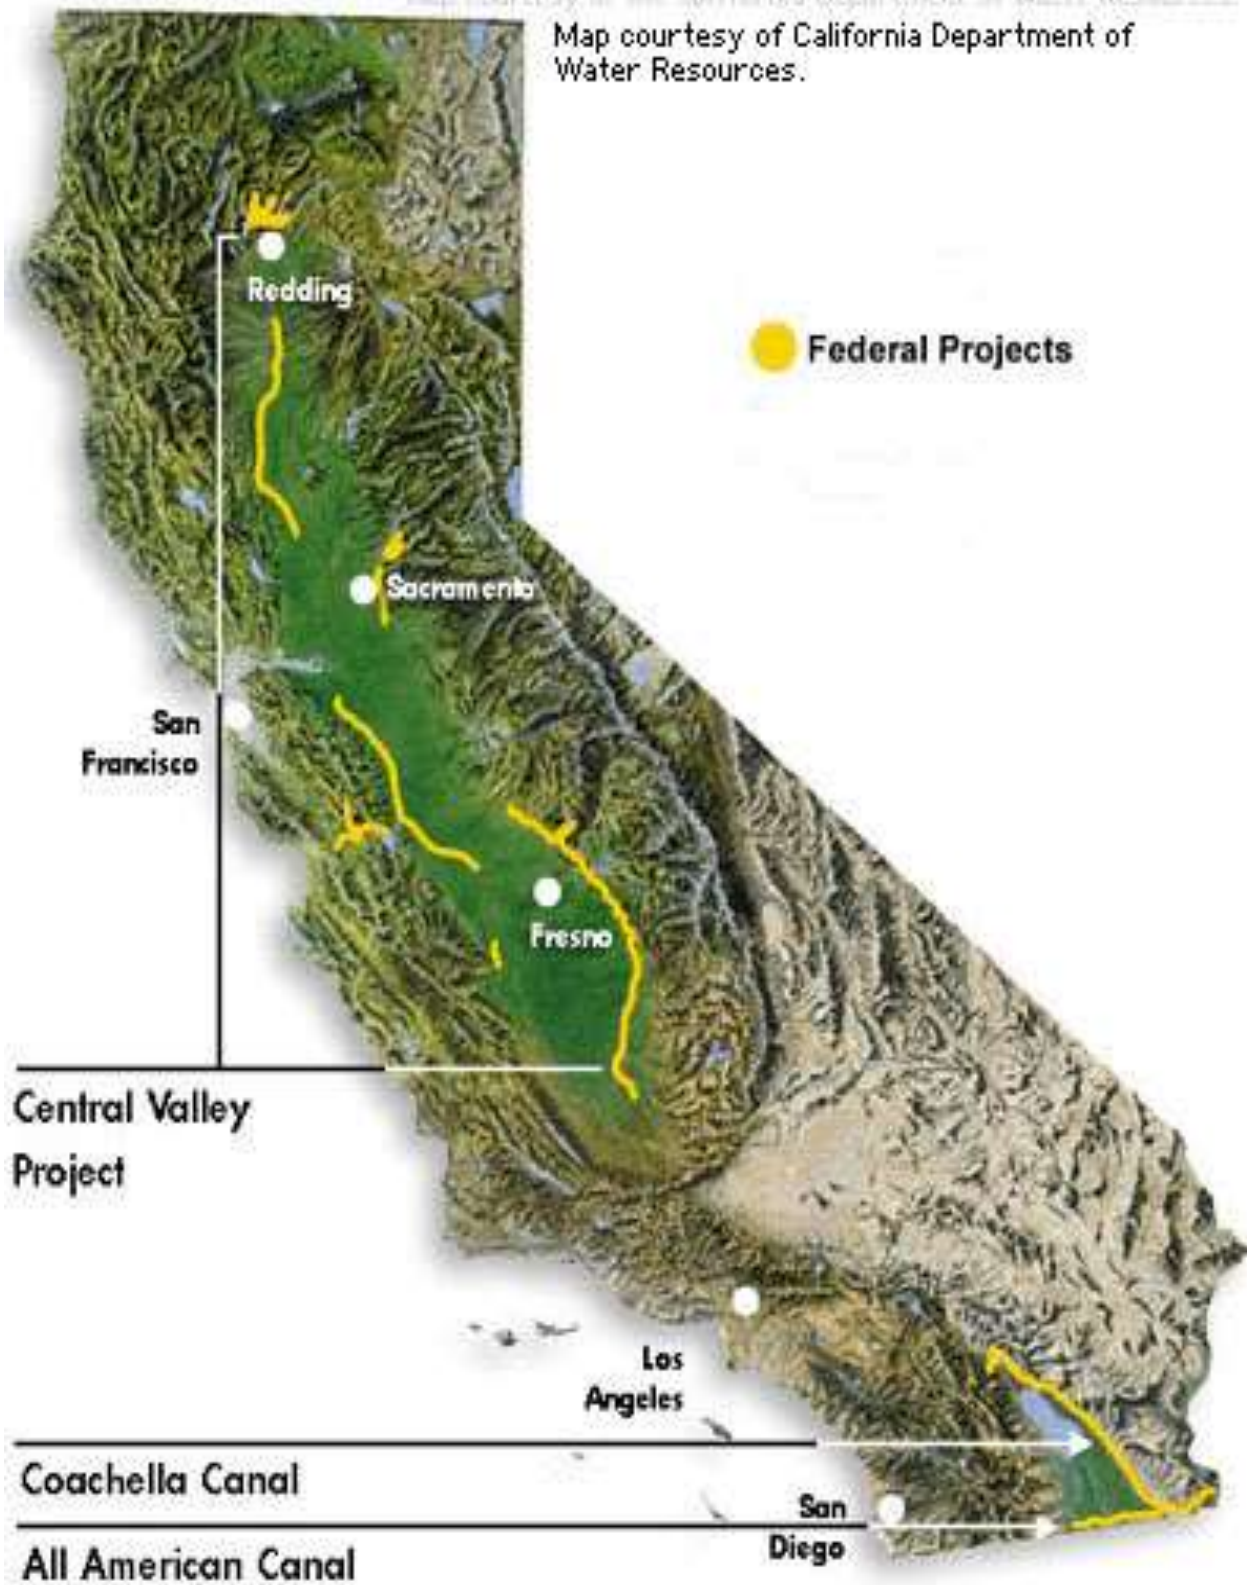 Map courtesy of California Department of
Water Resources.
Redding
Federal Projects
Sacramento
San
Francisco
Fresno
Central Valley
Project
Los
Angeles
Coachella Canal
San
Diego
All American Canal